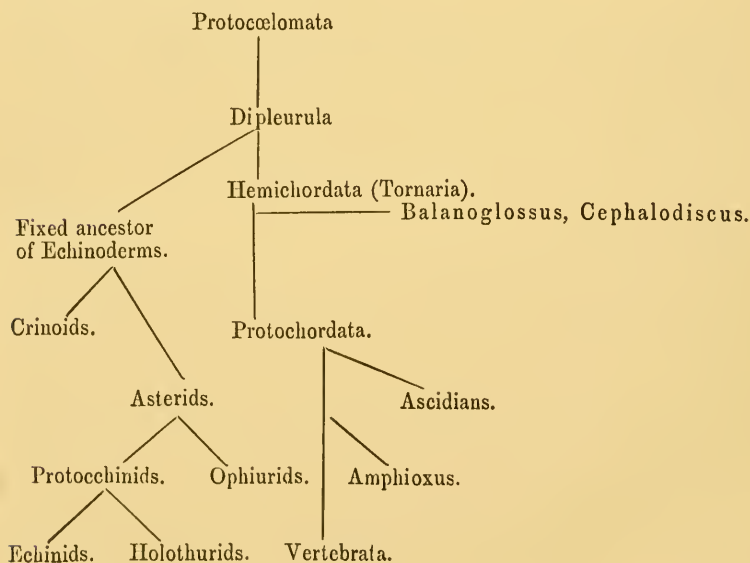 Protocœlomata
Dipleurula
Hemichordata (Tornaria).
Balanoglossus, Cephalodiscus.
Fixed ancestor
of Echinoderms.
Crinoids.
Protochordata.
Asterids.
Ascidians.
Protocchinids.
Ophiurids.
Amphioxus.
Echinids.
Holothurids.
Vertebrata.